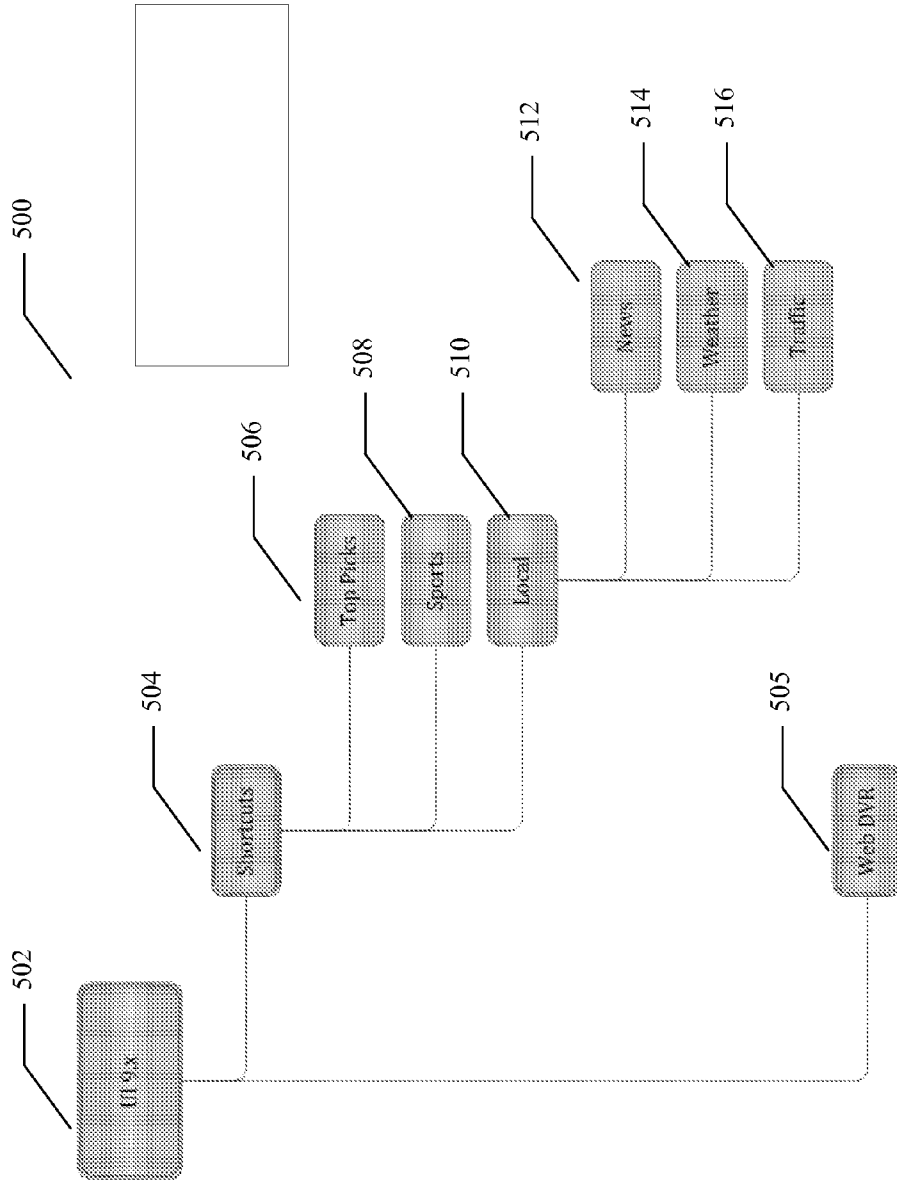 500
502
UI 9.x
504
Shortcuts
506
Top Picks
508
Sports
510
Local
512
News
514
Weather
516
Traffic
505
Web DVR